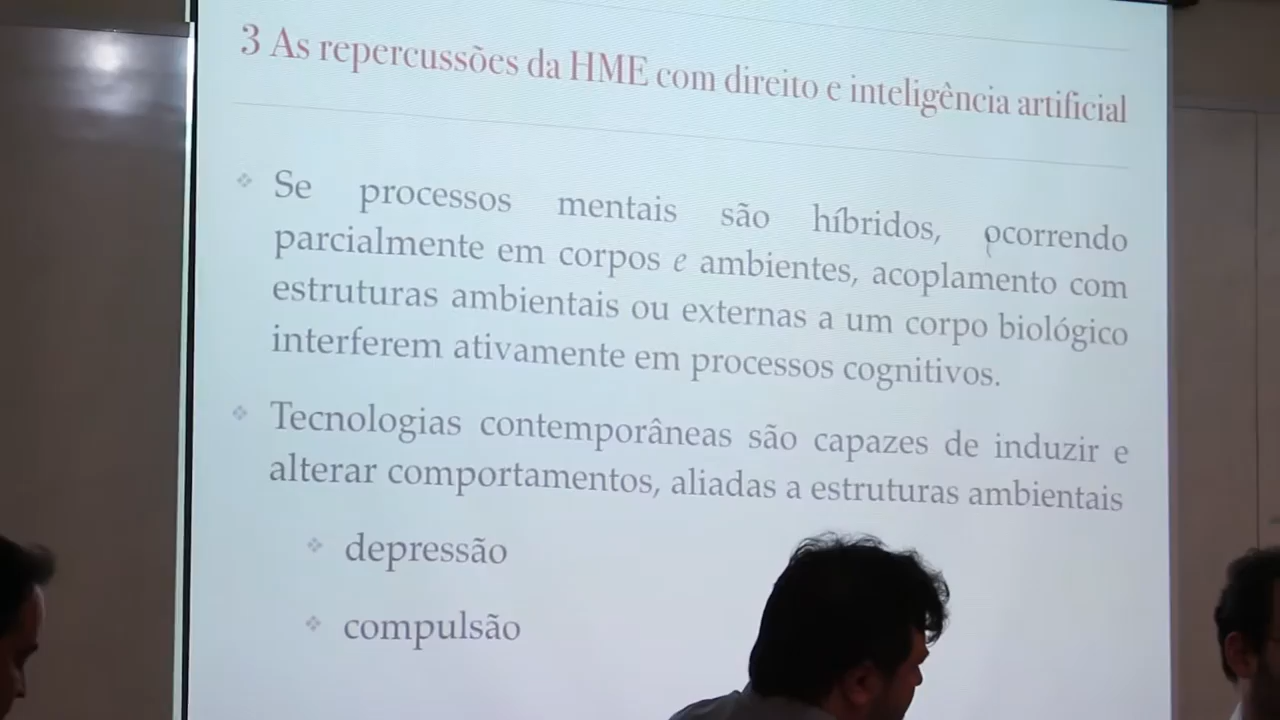 3 As repercussões da HME com direito e inteligência artificial
Se processos mentais são híbridos, ocorrendo
parcialmente em corpos e ambientes, acoplamento com
estruturas ambientais ou externas a um corpo biológico
interferem ativamente em processos cognitivos.
Tecnologias contemporâneas são capazes de induzir e
alterar comportamentos, aliadas a estruturas ambientais
depressão
compulsão